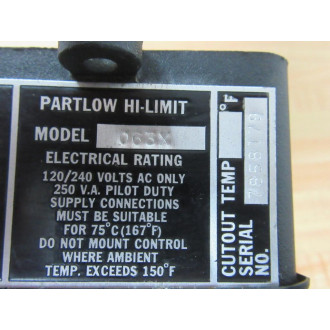 PARTLOW HI-LIMIT
MODEL 063X
ELECTRICAL RATING
120/240 VOLTS AC ONLY
250 V.A. PILOT DUTY
SUPPLY CONNECTIONS
MUST BE SUITABLE
FOR 75°C(167°F)
DO NOT MOUNT CONTROL
WHERE AMBIENT
TEMP. EXCEEDS 150°F
CUTOUT TEMP °F
SERIAL NO.